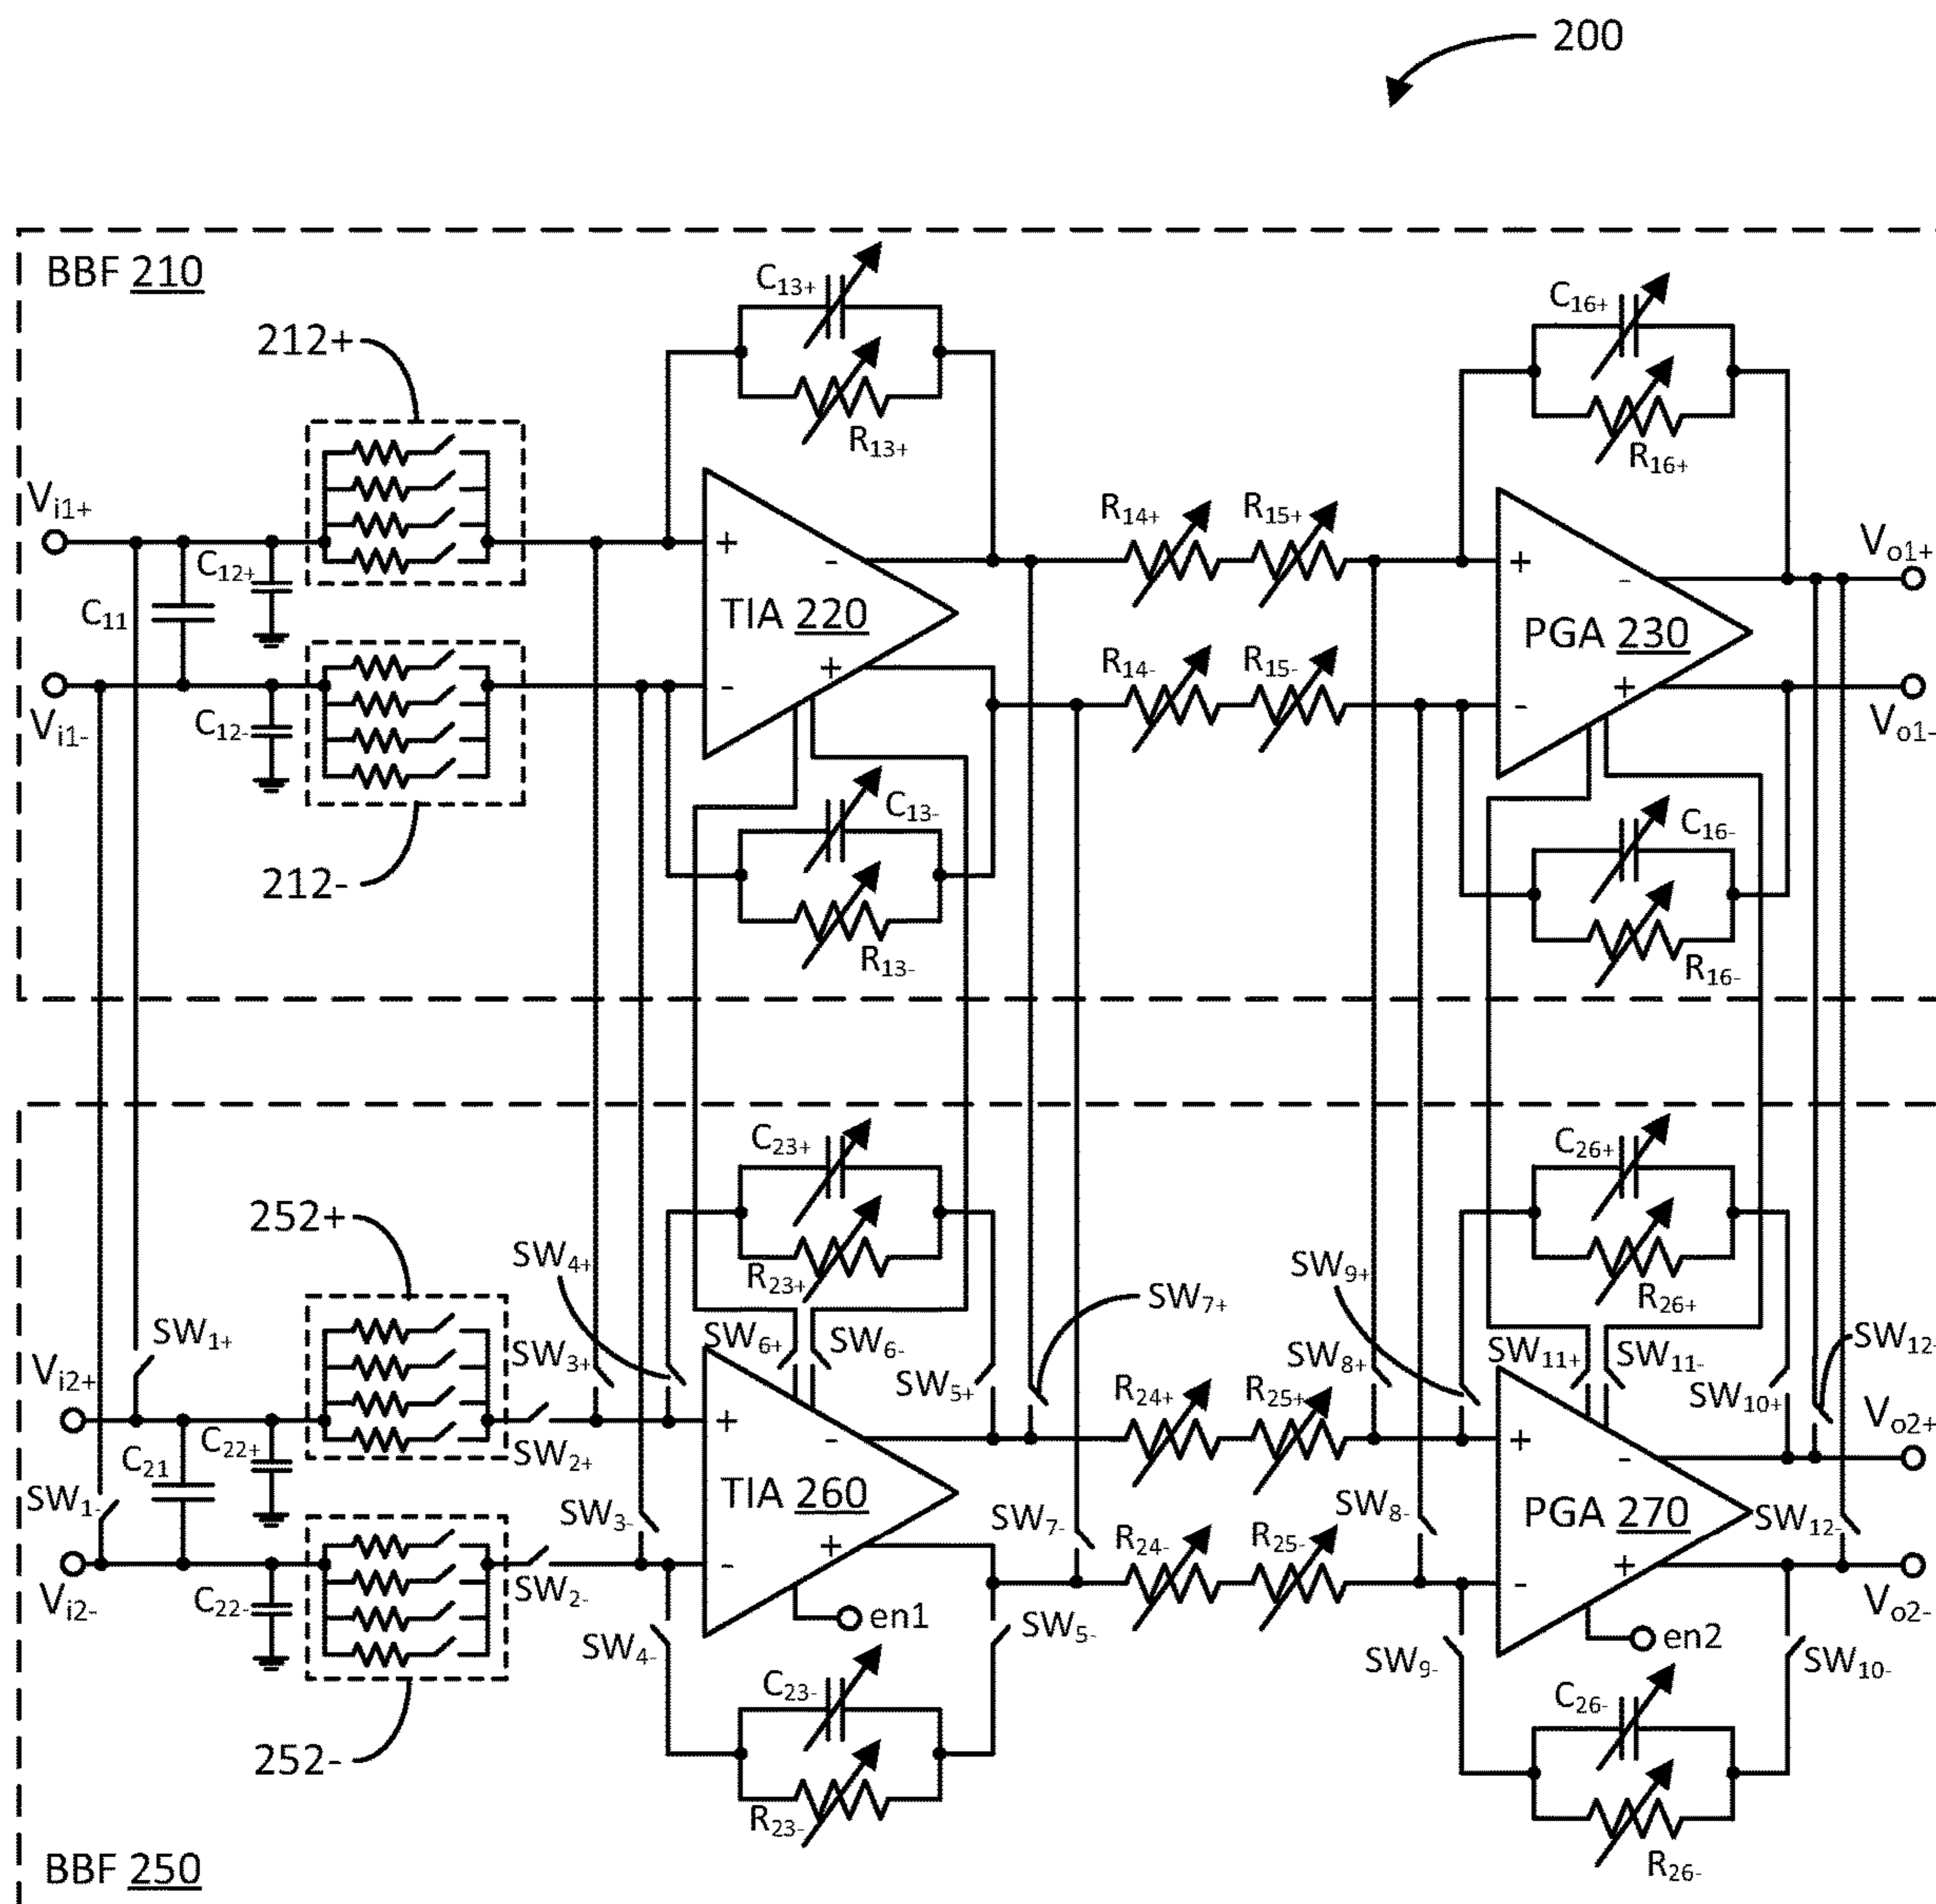 200
BBF 210
C13+
C16+
212+
R13+
R16+
Vi1+
R14+
R15+
Vo1+
C12+
+
-
+
-
C11
TIA 220
PGA 230
R14-
R15-
+
-
+
-
Vi1-
C12-
Vo1-
C13-
C16-
212-
R13-
R16-
C23+
C26+
252+
SW4+
SW9+
R23+
R26+
SW7+
SW1+
SW6+
SW6-
SW11+
SW11-
SW12-
SW3+
SW8+
Vi2+
SW5+
R24+
R25+
SW10+
Vo2+
C22+
+
-
+
-
C21
SW2+
SW1-
SW3-
TIA 260
SW7-
SW8-
PGA 270
SW12-
R24-
R25-
+
-
+
-
Vi2-
C22-
SW2-
Vo2-
en1
en2
SW4-
SW5-
SW9-
SW10-
C23-
C26-
252-
R23-
R26-
BBF 250